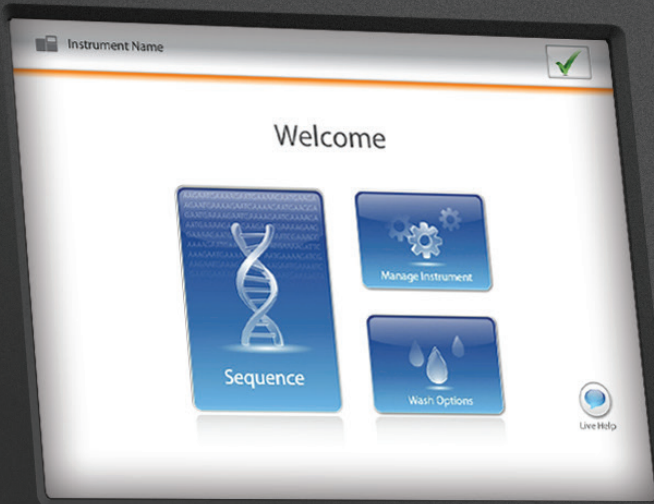 Instrument Name
Welcome
Sequence
Manage Instrument
Wash Options
Live Help